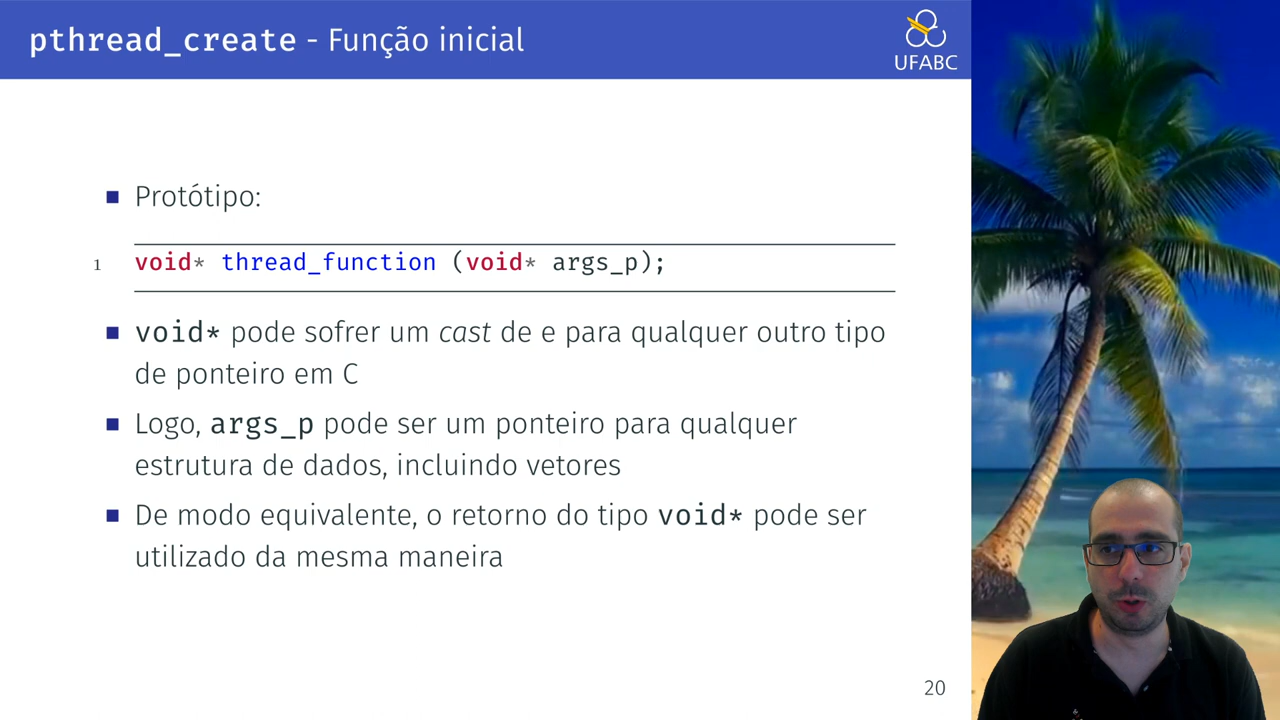 pthread_create - Função inicial
UFABC
Protótipo:
1 void* thread_function (void* args_p);
void* pode sofrer um cast de e para qualquer outro tipo
de ponteiro em C
Logo, args_p pode ser um ponteiro para qualquer
estrutura de dados, incluindo vetores
De modo equivalente, o retorno do tipo void* pode ser
utilizado da mesma maneira
20